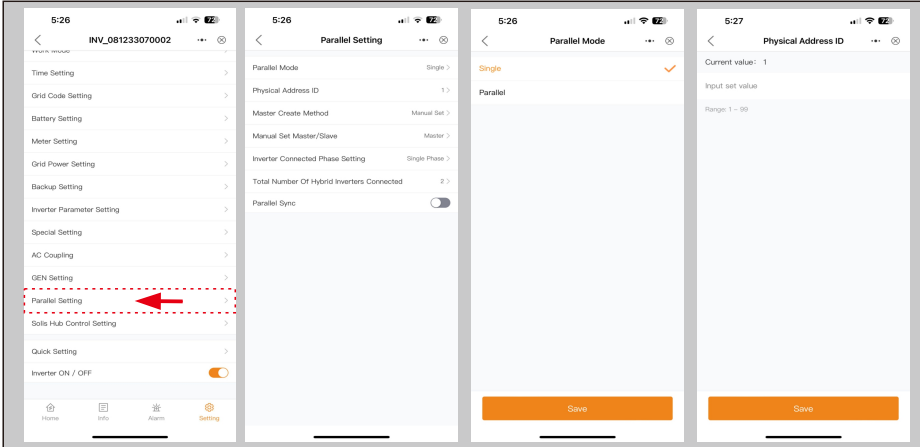 5:26
72
INV_081233070002
Work Mode
Time Setting
Grid Code Setting
Battery Setting
Meter Setting
Grid Power Setting
Backup Setting
Inverter Parameter Setting
Special Setting
AC Coupling
GEN Setting
Parallel Setting
Solis Hub Control Setting
Quick Setting
Inverter ON / OFF
Home Info Alarm Setting
5:26
72
Parallel Setting
Parallel Mode Single
Physical Address ID 1
Master Create Method Manual Set
Manual Set Master/Slave Master
Inverter Connected Phase Setting Single Phase
Total Number Of Hybrid Inverters Connected 2
Parallel Sync
5:26
72
Parallel Mode
Single
Parallel
Save
5:27
72
Physical Address ID
Current value: 1
Input set value
Range: 1 ~ 99
Save